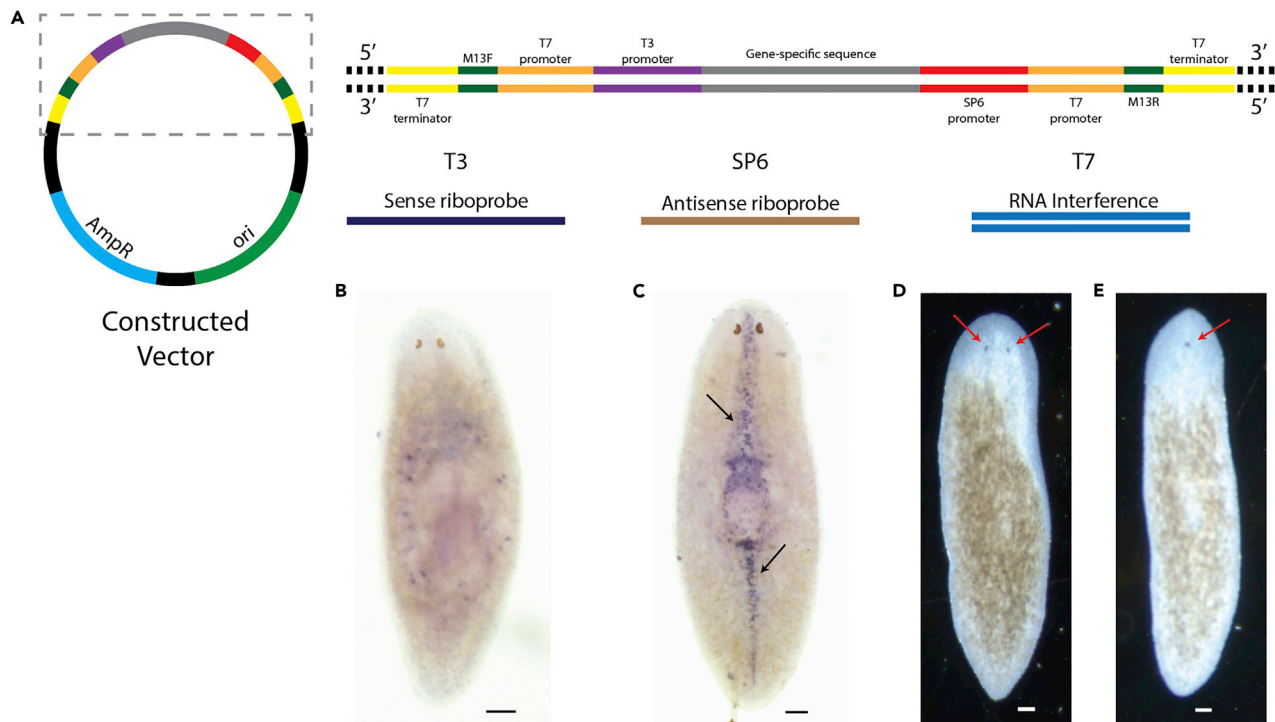 A
AmpR
ori
Constructed
Vector
5’
3’
M13F
T7
promoter
T3
promoter
Gene-specific sequence
T7
terminator
3’
5’
T7
terminator
SP6
promoter
T7
promoter
M13R
T3
Sense riboprobe
SP6
Antisense riboprobe
T7
RNA Interference
B
C
D
E